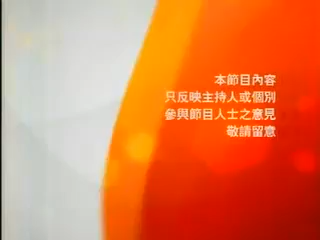 本節目內容
只反映主持人或個別
參與節目人士之意見
敬請留意